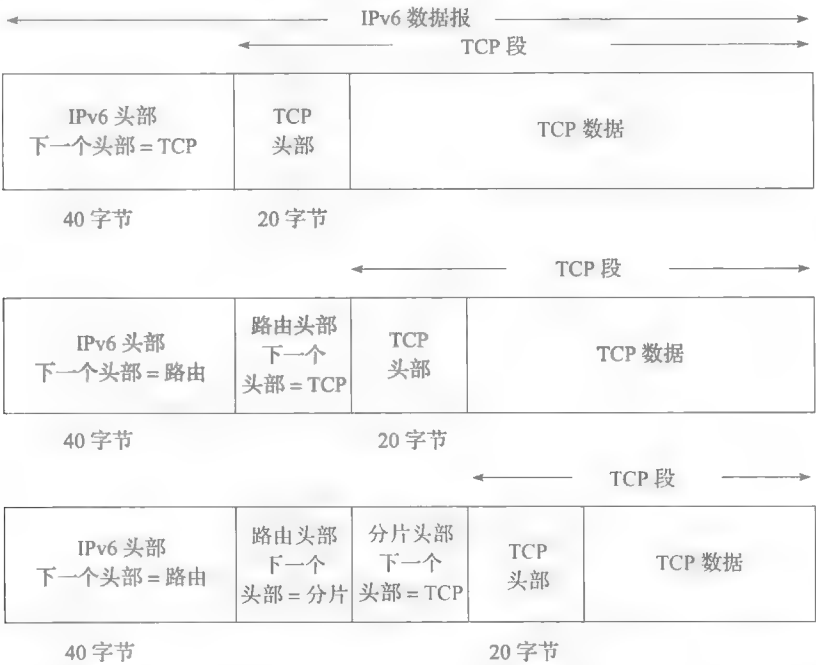 IPv6 数据报
TCP 段
IPv6 头部
下一个头部 = TCP
TCP
头部
TCP 数据
40 字节
20 字节
TCP 段
IPv6 头部
下一个头部 = 路由
路由头部
下一个
头部 = TCP
TCP
头部
TCP 数据
40 字节
20 字节
TCP 段
IPv6 头部
下一个头部 = 路由
路由头部
下一个
头部 = 分片
分片头部
下一个
头部 = TCP
TCP
头部
TCP 数据
40 字节
20 字节